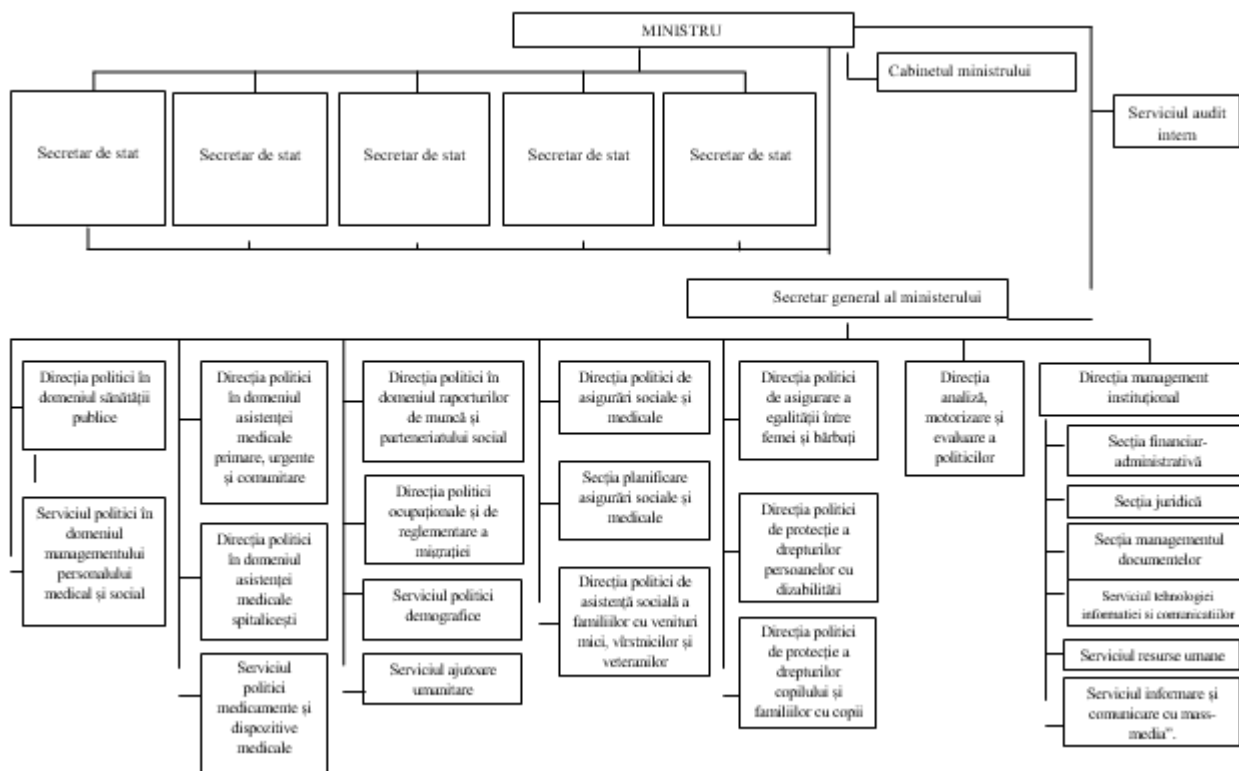 MINISTRU
Cabinetul ministrului
Serviciul audit
intern
Secretar de stat
Secretar de stat
Secretar de stat
Secretar de stat
Secretar de stat
Secretar general al ministerului
Direcția politici în
domeniul sănătății
publice
Serviciul politici în
domeniul
managementului
personalului
medical și social
Direcția politici
în domeniul
asistenței
medicale
primare, urgente
și comunitare
Direcția politici
în domeniul
asistenței
medicale
spitalicești
Serviciul
politici
medicamente și
dispozitive
medicale
Direcția politici în
domeniul raporturilor
de muncă și
parteneriatului social
Direcția politici
ocupaționale și de
reglementare a
migrației
Serviciul politici
demografice
Serviciul ajutoare
umanitare
Direcția politici de
asigurări sociale și
medicale
Secția planificare
asigurări sociale și
medicale
Direcția politici de
asistență socială a
familiilor cu venituri
mici, vîrstnicilor și
veteranilor
Direcția politici
de asigurare a
egalității între
femei și bărbați
Direcția politici
de protecție a
drepturilor
persoanelor cu
dizabilități
Direcția politici
de protecție a
drepturilor
copilului și
familiilor cu copii
Direcția
analiză,
motorizare și
evaluare a
politicilor
Direcția management
instituțional
Secția financiar-
administrativă
Secția juridică
Secția managementul
documentelor
Serviciul tehnologiei
informatiei si comunicatiilor
Serviciul resurse umane
Serviciul informare și
comunicare cu mass-
media".